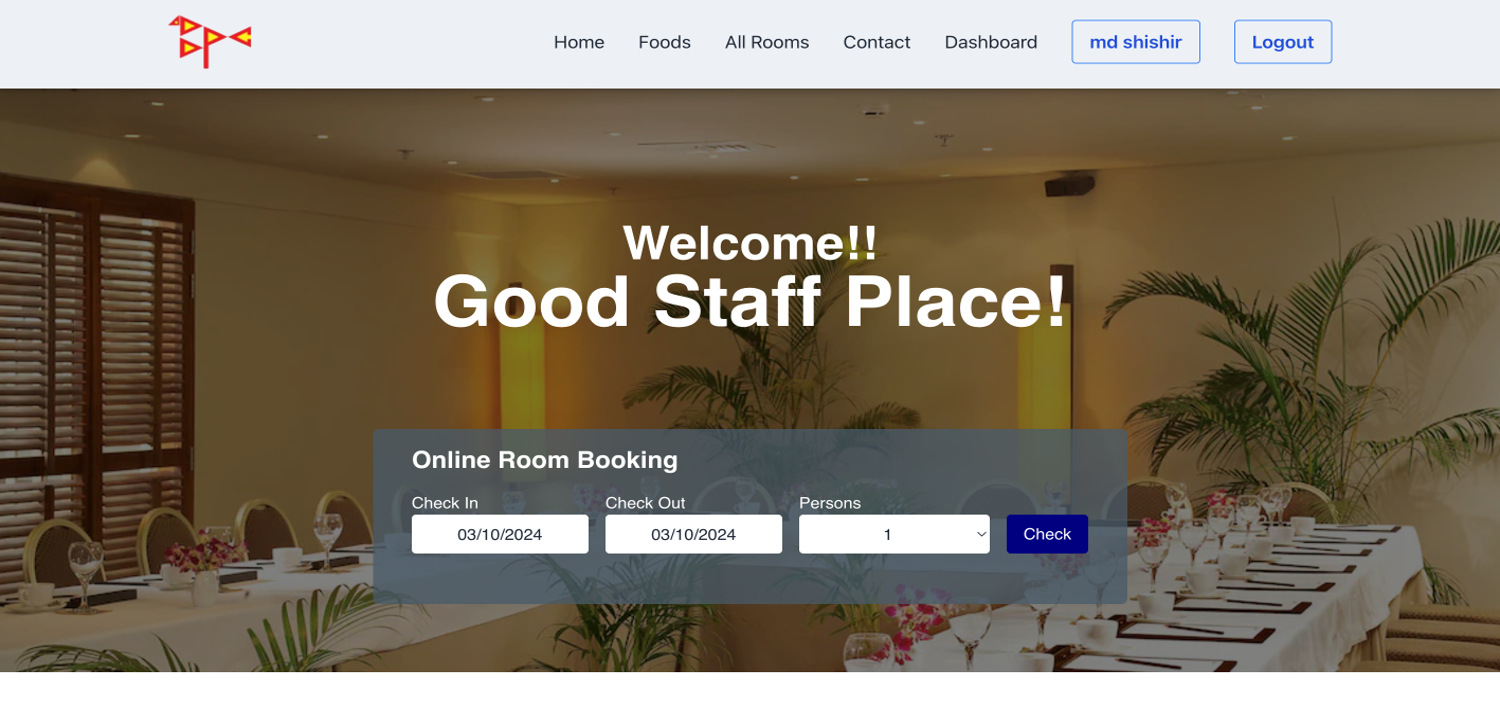 Home Foods All Rooms Contact Dashboard md shishir Logout
Welcome!!
Good Staff Place!
Online Room Booking
Check In Check Out Persons
03/10/2024 03/10/2024 1 Check